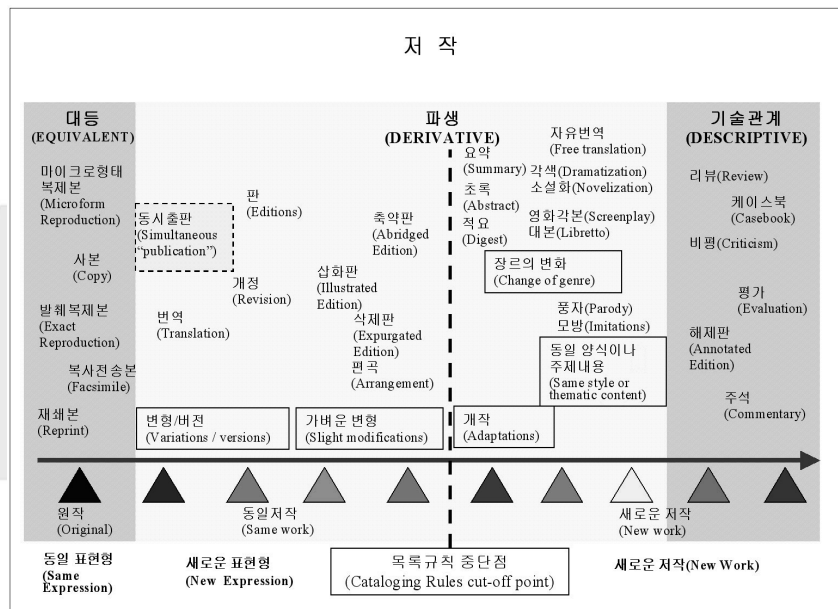 저 작
대등
(EQUIVALENT)
파생
(DERIVATIVE)
기술관계
(DESCRIPTIVE)
마이크로형태
복제본
(Microform
Reproduction)
사본
(Copy)
발췌복제본
(Exact
Reproduction)
복사전송본
(Facsimile)
재쇄본
(Reprint)
동시출판
(Simultaneous
“publication”)
판
(Editions)
개정
(Revision)
번역
(Translation)
변형/버전
(Variations / versions)
축약판
(Abridged
Edition)
삽화판
(Illustrated
Edition)
삭제판
(Expurgated
Edition)
편곡
(Arrangement)
가벼운 변형
(Slight modifications)
자유번역
(Free translation)
요약
(Summary)
각색(Dramatization)
소설화(Novelization)
초록
(Abstract)
적요
(Digest)
영화각본(Screenplay)
대본(Libretto)
장르의 변화
(Change of genre)
풍자(Parody)
모방(Imitations)
동일 양식이나
주제내용
(Same style or
thematic content)
개작
(Adaptations)
리뷰(Review)
케이스북
(Casebook)
비평(Criticism)
평가
(Evaluation)
해제판
(Annotated
Edition)
주석
(Commentary)
원작
(Original)
동일저작
(Same work)
새로운 저작
(New work)
동일 표현형
(Same
Expression)
새로운 표현형
(New Expression)
목록규칙 중단점
(Cataloging Rules cut-off point)
새로운 저작(New Work)